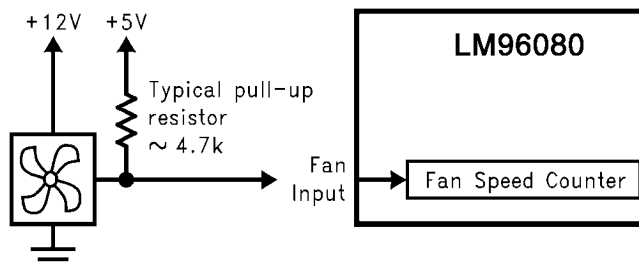 +12V +5V
LM96080
Typical pull-up
resistor
~ 4.7k
Fan
Input
Fan Speed Counter